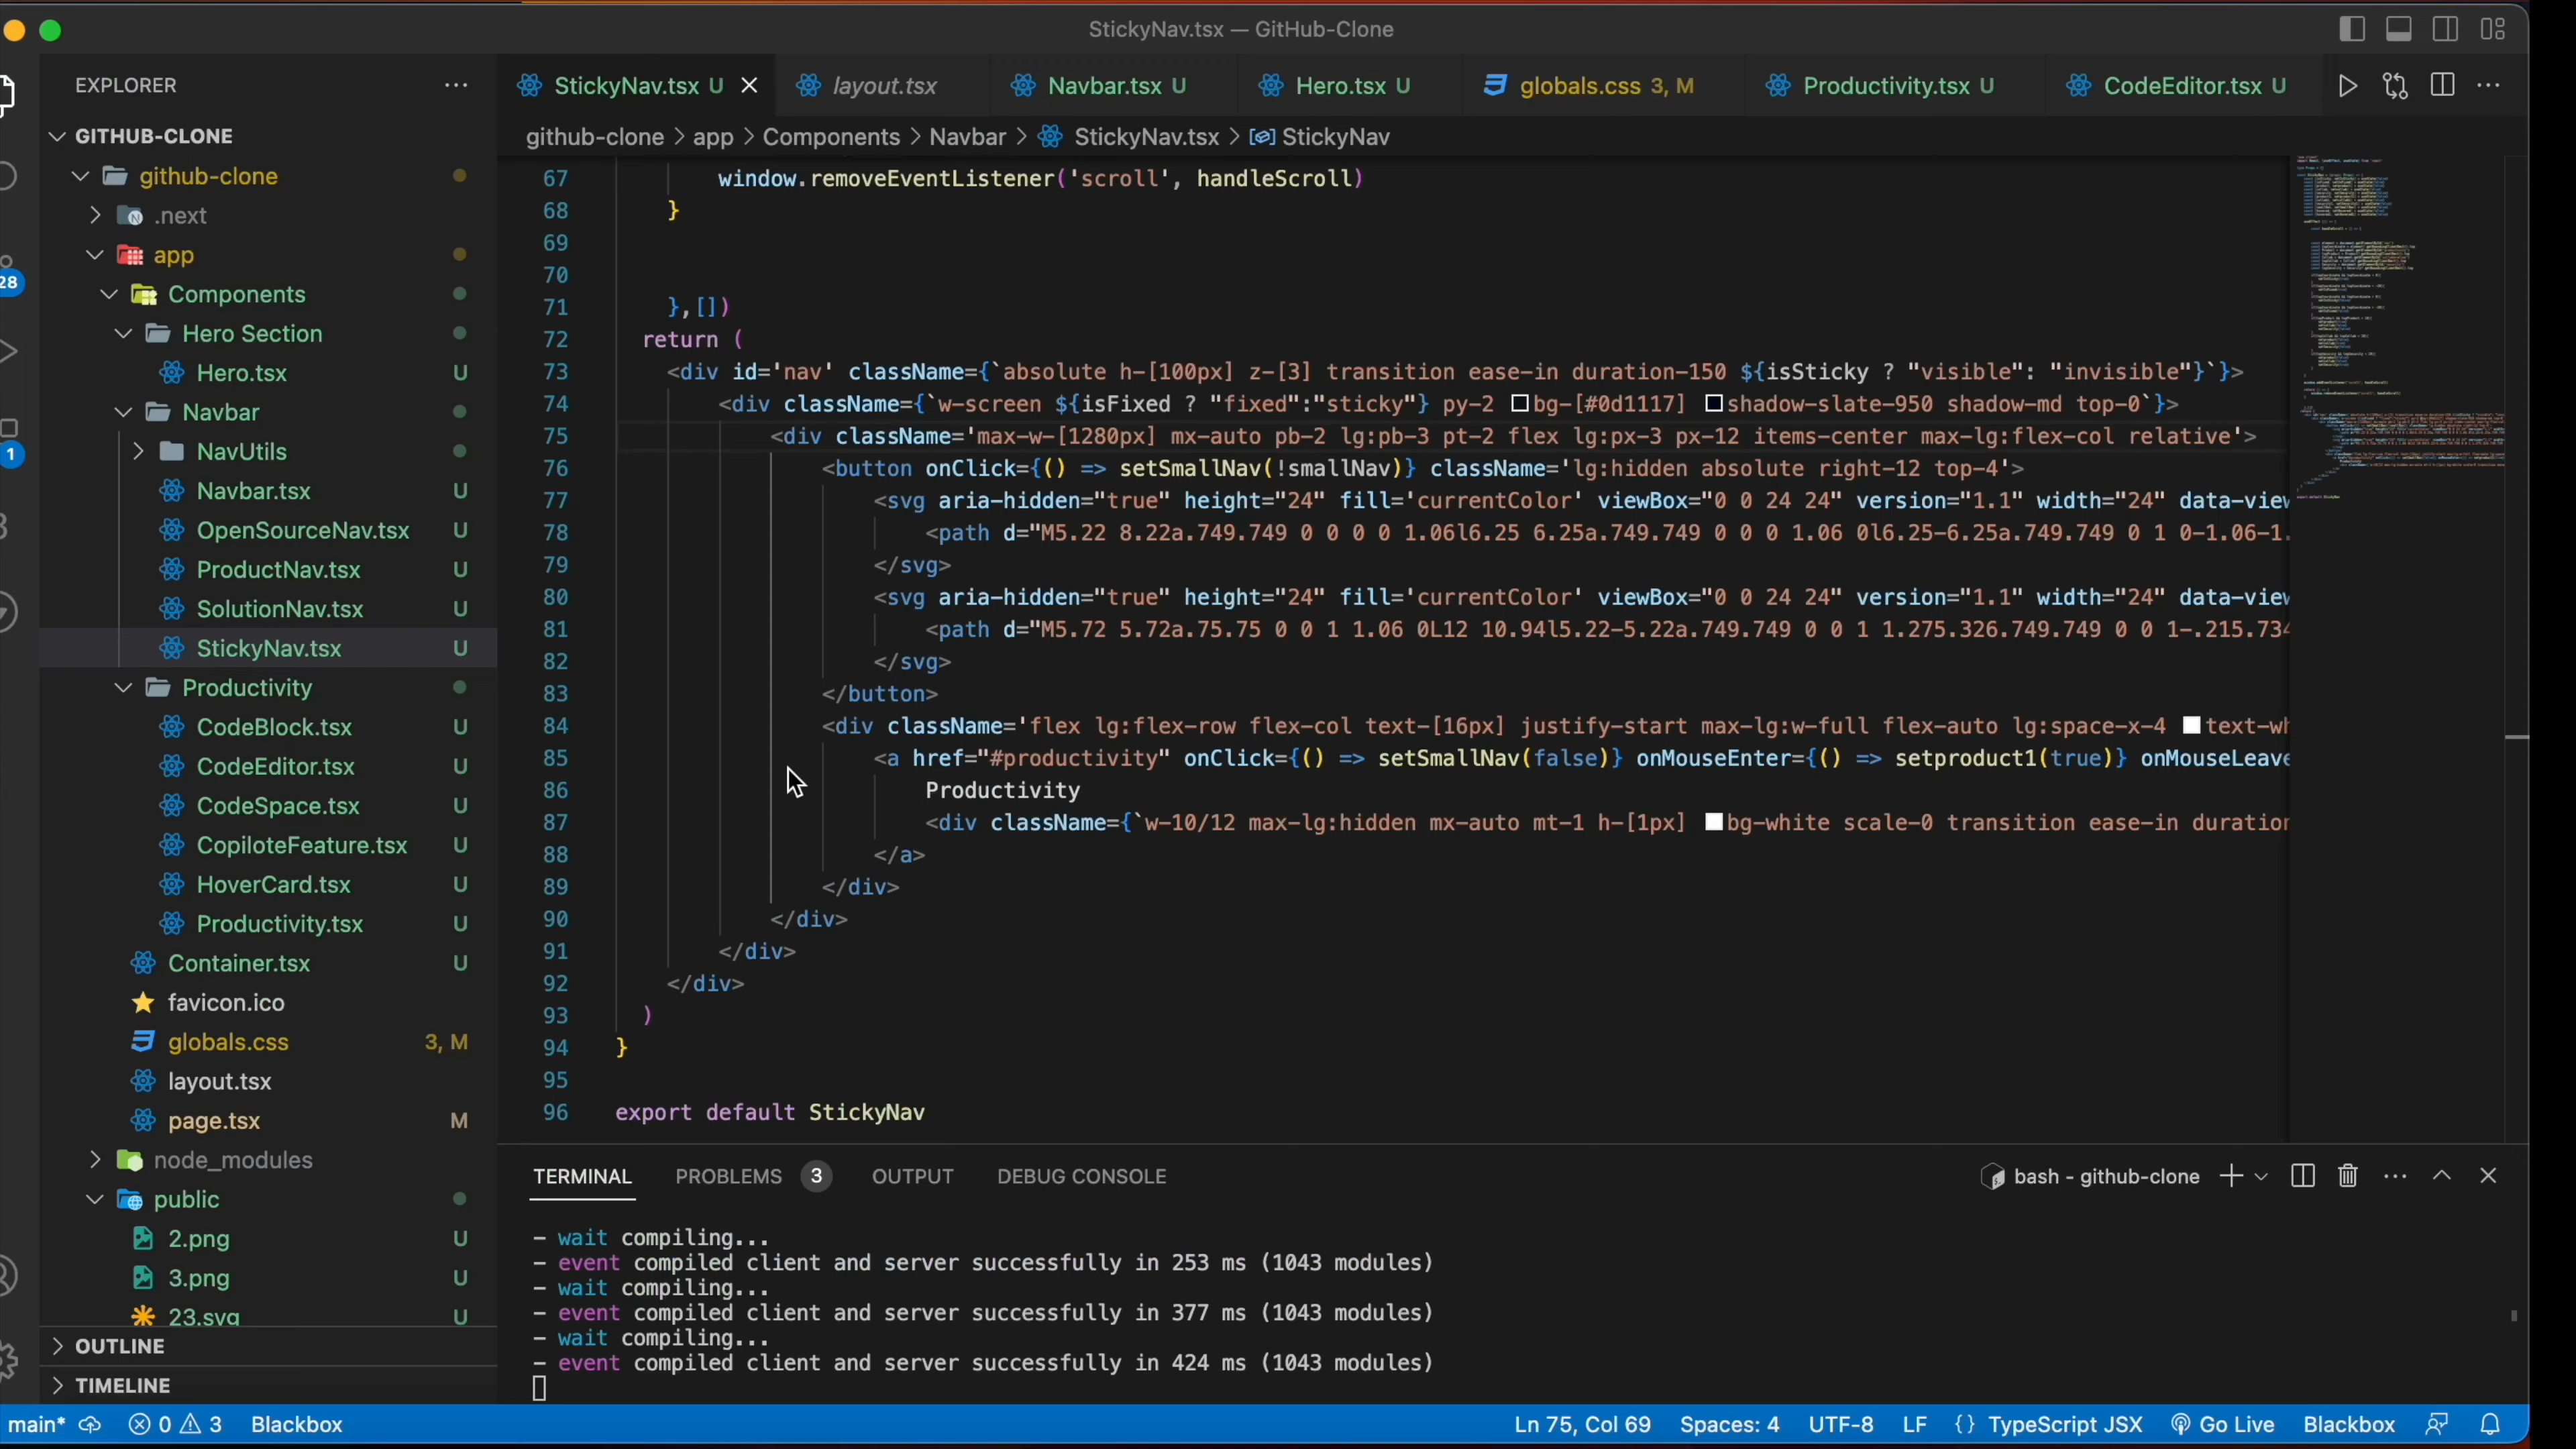 StickyNav.tsx — GitHub-Clone
EXPLORER
StickyNav.tsx U
layout.tsx
Navbar.tsx U
Hero.tsx U
globals.css 3, M
Productivity.tsx U
CodeEditor.tsx U
github-clone > app > Components > Navbar > StickyNav.tsx > StickyNav
GITHUB-CLONE
github-clone
.next
app
Components
Hero Section
Hero.tsx U
Navbar
NavUtils
Navbar.tsx U
OpenSourceNav.tsx U
ProductNav.tsx U
SolutionNav.tsx U
StickyNav.tsx U
Productivity
CodeBlock.tsx U
CodeEditor.tsx U
CodeSpace.tsx U
CopiloteFeature.tsx U
HoverCard.tsx U
Productivity.tsx U
Container.tsx U
favicon.ico
globals.css 3, M
layout.tsx
page.tsx M
node_modules
public
2.png U
3.png U
23.svg U
OUTLINE
TIMELINE
28
1
67 window.removeEventListener('scroll', handleScroll)
68 }
69
70
71 },[])
72 return (
73 <div id='nav' className={`absolute h-[100px] z-[3] transition ease-in duration-150 ${isSticky ? "visible": "invisible"}`}>
74 <div className={`w-screen ${isFixed ? "fixed":"sticky"} py-2 bg-[#0d1117] shadow-slate-950 shadow-md top-0`}>
75 <div className='max-w-[1280px] mx-auto pb-2 lg:pb-3 pt-2 flex lg:px-3 px-12 items-center max-lg:flex-col relative'>
76 <button onClick={() => setSmallNav(!smallNav)} className='lg:hidden absolute right-12 top-4'>
77 <svg aria-hidden="true" height="24" fill='currentColor' viewBox="0 0 24 24" version="1.1" width="24" data-view
78 <path d="M5.22 8.22a.749.749 0 0 0 0 1.06l6.25 6.25a.749.749 0 0 0 1.06 0l6.25-6.25a.749.749 0 1 0-1.06-1.
79 </svg>
80 <svg aria-hidden="true" height="24" fill='currentColor' viewBox="0 0 24 24" version="1.1" width="24" data-view
81 <path d="M5.72 5.72a.75.75 0 0 1 1.06 0L12 10.94l5.22-5.22a.749.749 0 0 1 1.275.326.749.749 0 0 1-.215.734
82 </svg>
83 </button>
84 <div className='flex lg:flex-row flex-col text-[16px] justify-start max-lg:w-full flex-auto lg:space-x-4 text-wh
85 <a href="#productivity" onClick={() => setSmallNav(false)} onMouseEnter={() => setproduct1(true)} onMouseLeave
86 Productivity
87 <div className={`w-10/12 max-lg:hidden mx-auto mt-1 h-[1px] bg-white scale-0 transition ease-in duration
88 </a>
89 </div>
90 </div>
91 </div>
92 </div>
93 )
94 }
95
96 export default StickyNav
TERMINAL PROBLEMS 3 OUTPUT DEBUG CONSOLE
bash - github-clone
- wait compiling...
- event compiled client and server successfully in 253 ms (1043 modules)
- wait compiling...
- event compiled client and server successfully in 377 ms (1043 modules)
- wait compiling...
- event compiled client and server successfully in 424 ms (1043 modules)
main* 0 3 Blackbox
Ln 75, Col 69 Spaces: 4 UTF-8 LF {} TypeScript JSX Go Live Blackbox